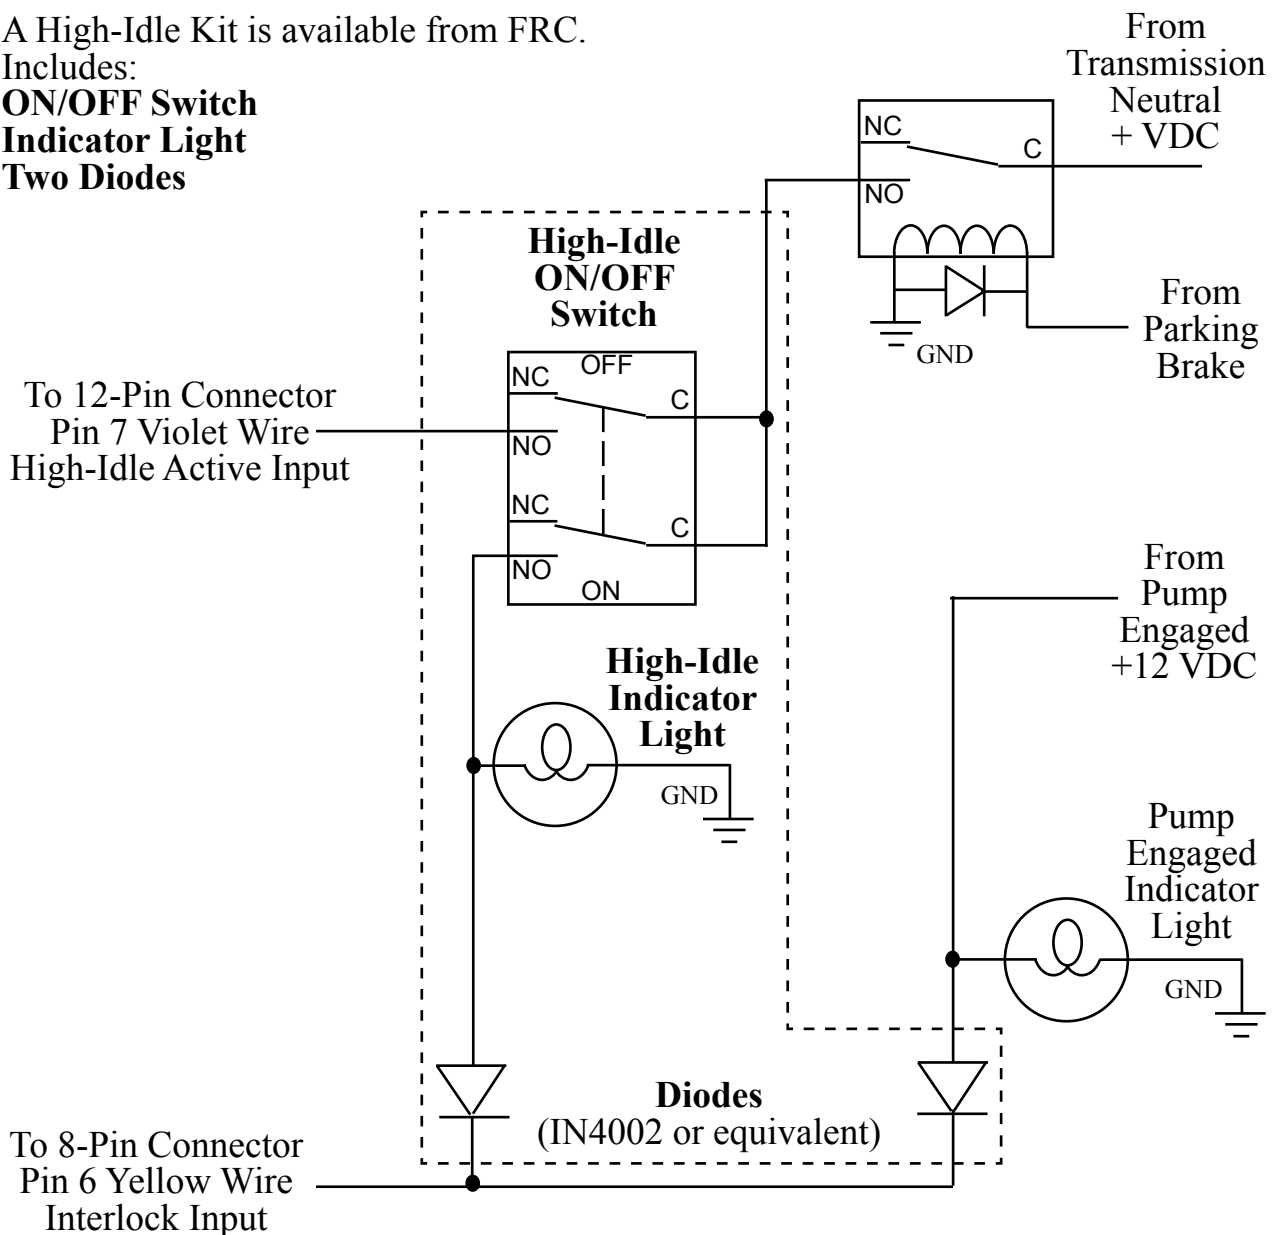 A High-Idle Kit is available from FRC.
Includes:
ON/OFF Switch
Indicator Light
Two Diodes
From
Transmission
Neutral
+ VDC
NC
C
NO
GND
From
Parking
Brake
High-Idle
ON/OFF
Switch
OFF
NC
C
NO
NC
C
NO
ON
To 12-Pin Connector
Pin 7 Violet Wire
High-Idle Active Input
From
Pump
Engaged
+12 VDC
High-Idle
Indicator
Light
GND
Pump
Engaged
Indicator
Light
GND
Diodes
(IN4002 or equivalent)
To 8-Pin Connector
Pin 6 Yellow Wire
Interlock Input